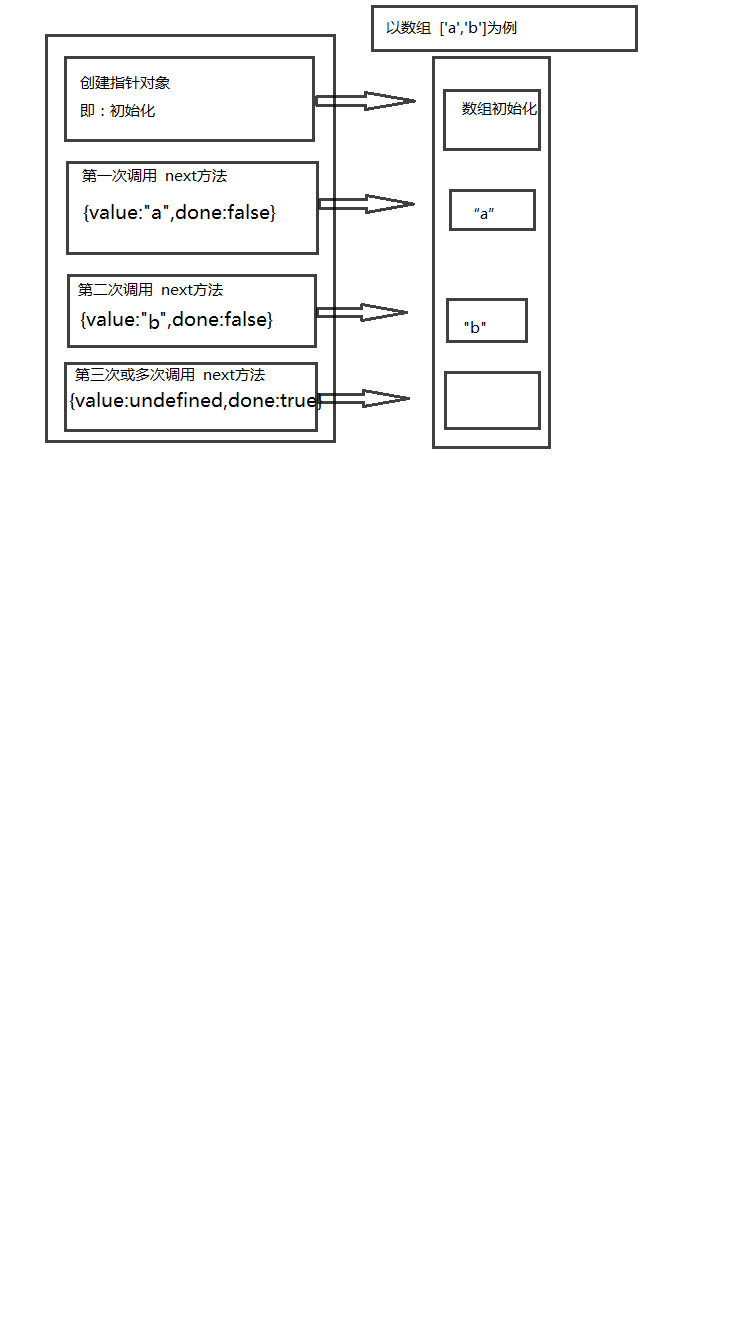 以数组 ['a','b']为例
创建指针对象
即：初始化
数组初始化
第一次调用 next方法
{value:"a",done:false}
“a”
第二次调用 next方法
{value:"b",done:false}
"b"
第三次或多次调用 next方法
{value:undefined,done:true}